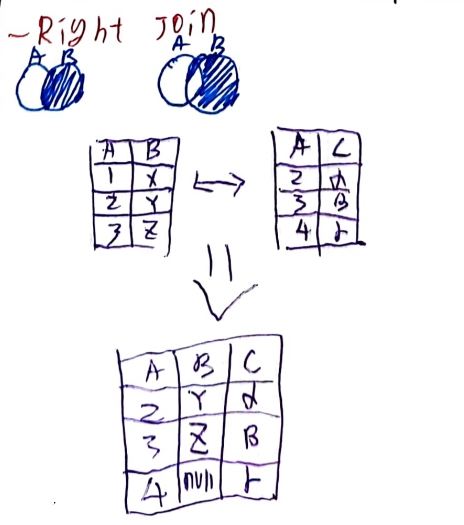 - Right Join
A B A B
A B A C
1 X 2 α
2 Y 3 B
3 Z 4 γ
A B C
2 Y α
3 Z B
4 null γ